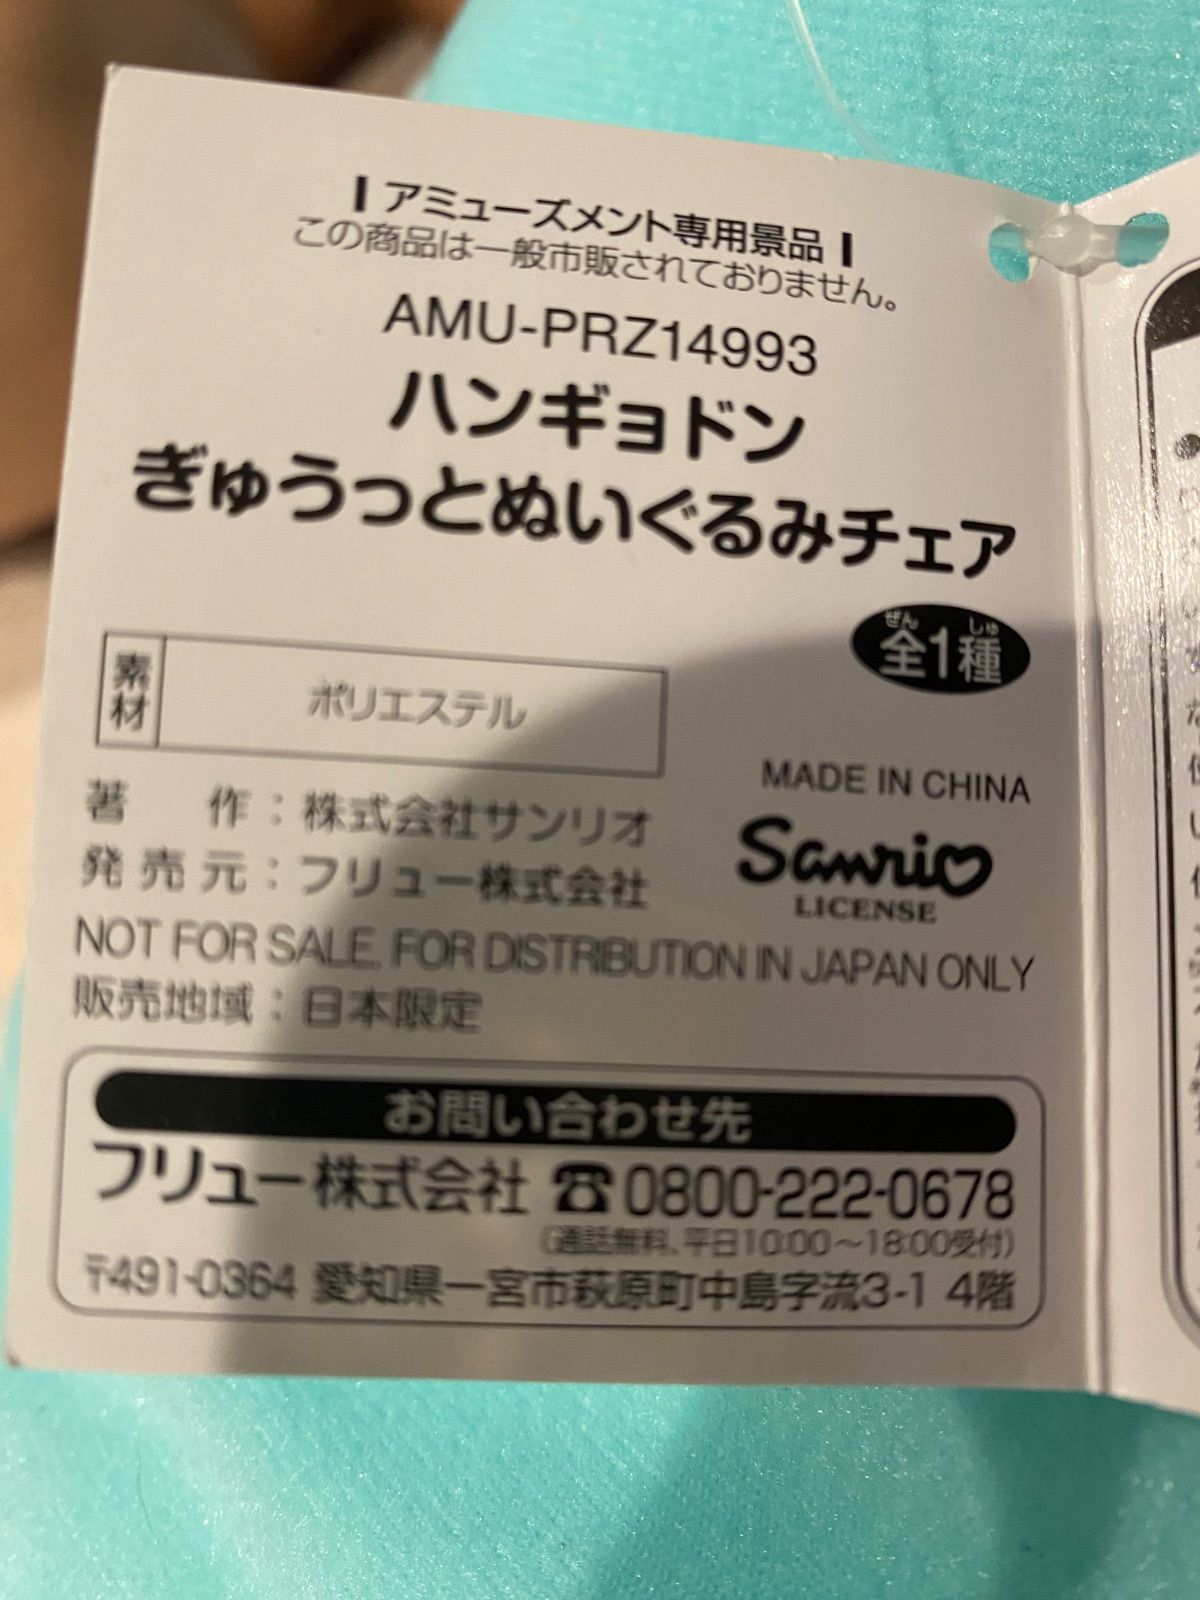 アミューズメント専用景品
この商品は一般市販されておりません。
AMU-PRZ14993
ハンギョドン
ぎゅうっとぬいぐるみチェア
ぜん しゅ
全1種
素材 ポリエステル
MADE IN CHINA
著作：株式会社サンリオ
発売元：フリュー株式会社
Sanrio
LICENSE
NOT FOR SALE. FOR DISTRIBUTION IN JAPAN ONLY
販売地域：日本限定
お問い合わせ先
フリュー株式会社 ☎0800-222-0678
(通話無料、平日10:00～18:00受付)
〒491-0364 愛知県一宮市萩原町中島字流3-1 4階